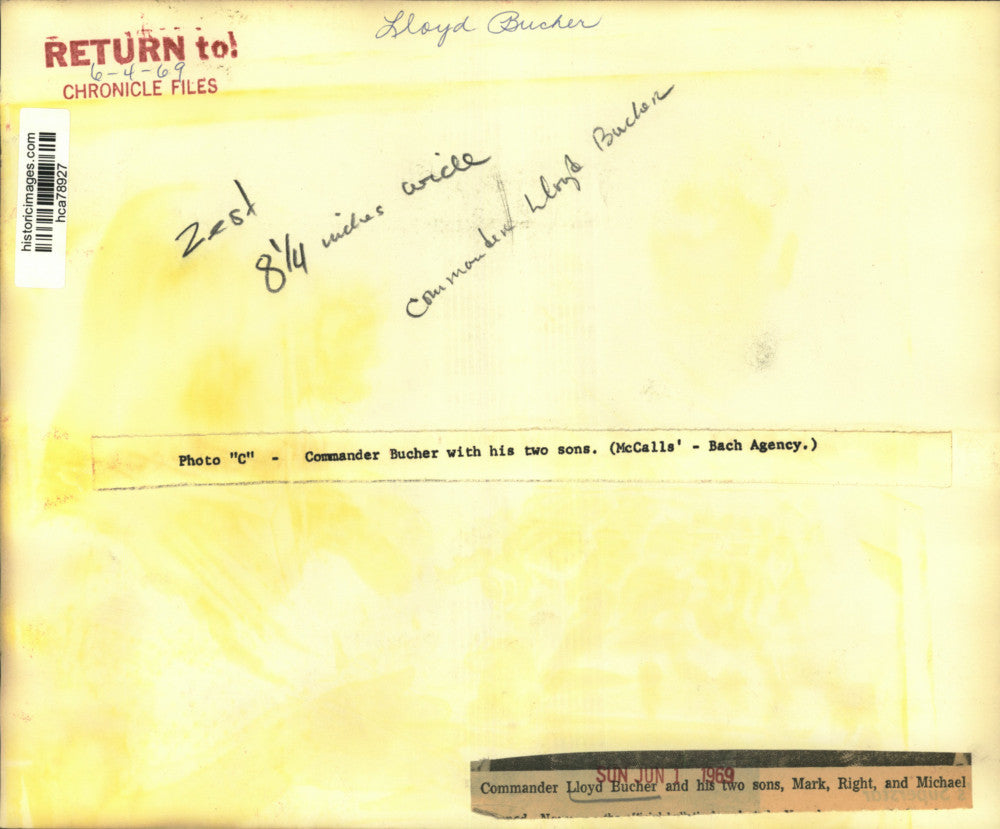 Lloyd Bucher
RETURN to!
6-4-69
CHRONICLE FILES
historicimages.com
hca78927
Zest
8 1/4 inches wide
Commander Lloyd Bucher
Photo "C" - Commander Bucher with his two sons. (McCalls' - Bach Agency.)
SUN JUN 1 1969
Commander Lloyd Bucher and his two sons, Mark, Right, and Michael